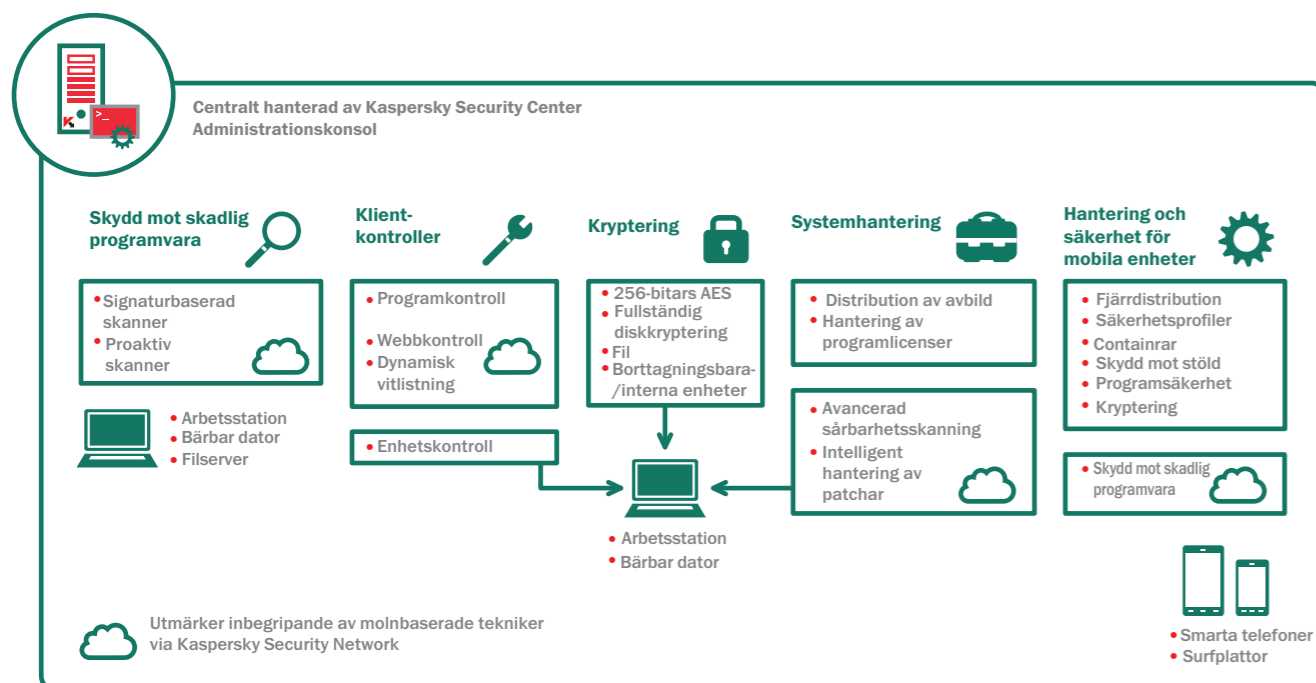 >_
K
Centralt hanterad av Kaspersky Security Center
Administrationskonsol
Skydd mot skadlig
programvara
• Signaturbaserad
skanner
• Proaktiv
skanner
• Arbetsstation
• Bärbar dator
• Filserver
Klient-
kontroller
• Programkontroll
• Webbkontroll
• Dynamisk
vitlistning
• Enhetskontroll
Kryptering
• 256-bitars AES
• Fullständig
diskkryptering
• Fil
• Borttagningsbara-
/interna enheter
• Arbetsstation
• Bärbar dator
Systemhantering
• Distribution av avbild
• Hantering av
programlicenser
• Avancerad
sårbarhetsskanning
• Intelligent
hantering av
patchar
Hantering och
säkerhet för
mobila enheter
• Fjärrdistribution
• Säkerhetsprofiler
• Containrar
• Skydd mot stöld
• Programsäkerhet
• Kryptering
• Skydd mot skadlig
programvara
• Smarta telefoner
• Surfplattor
Utmärker inbegripande av molnbaserade tekniker
via Kaspersky Security Network